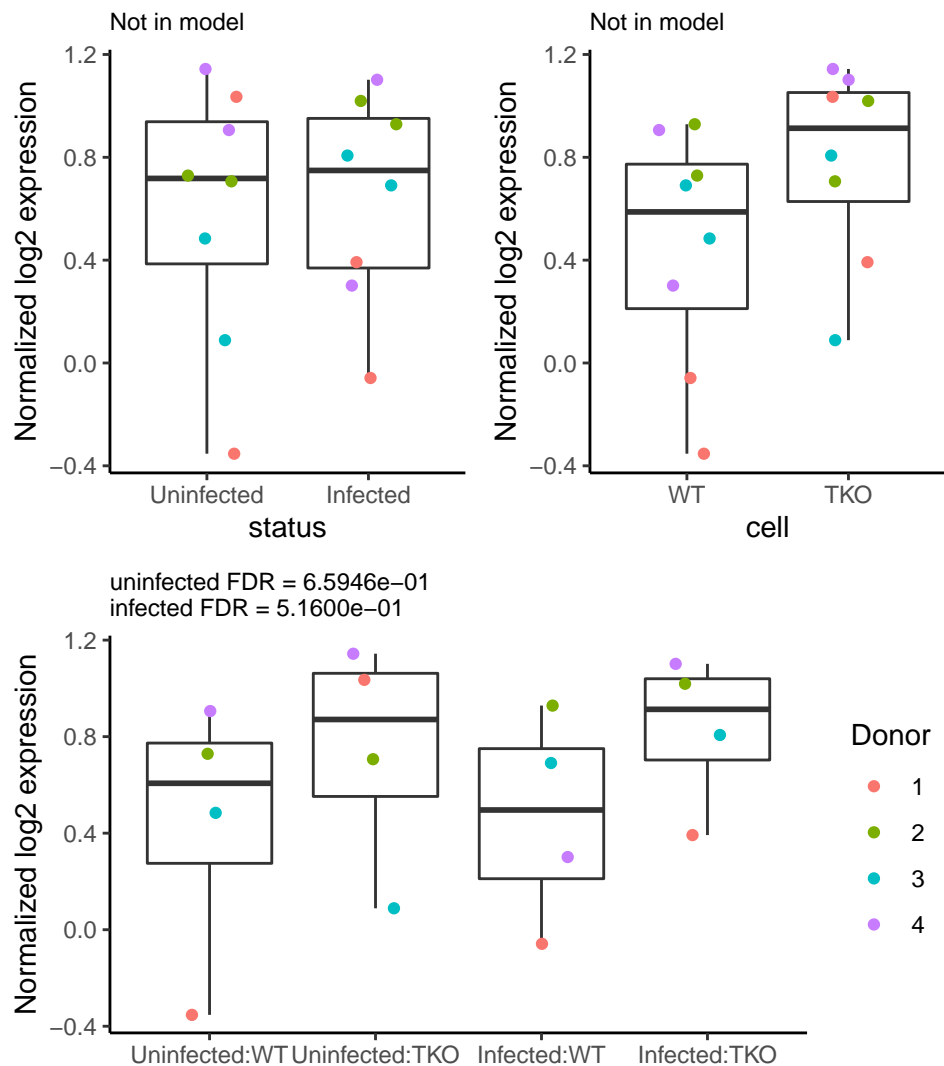 Not in model
Normalized log2 expression
1.2
0.8
0.4
0.0
−0.4
Uninfected Infected
status
Not in model
Normalized log2 expression
1.2
0.8
0.4
0.0
−0.4
WT TKO
cell
uninfected FDR = 6.5946e−01
infected FDR = 5.1600e−01
Normalized log2 expression
1.2
0.8
0.4
0.0
−0.4
Uninfected:WT Uninfected:TKO Infected:WT Infected:TKO
Donor
1
2
3
4